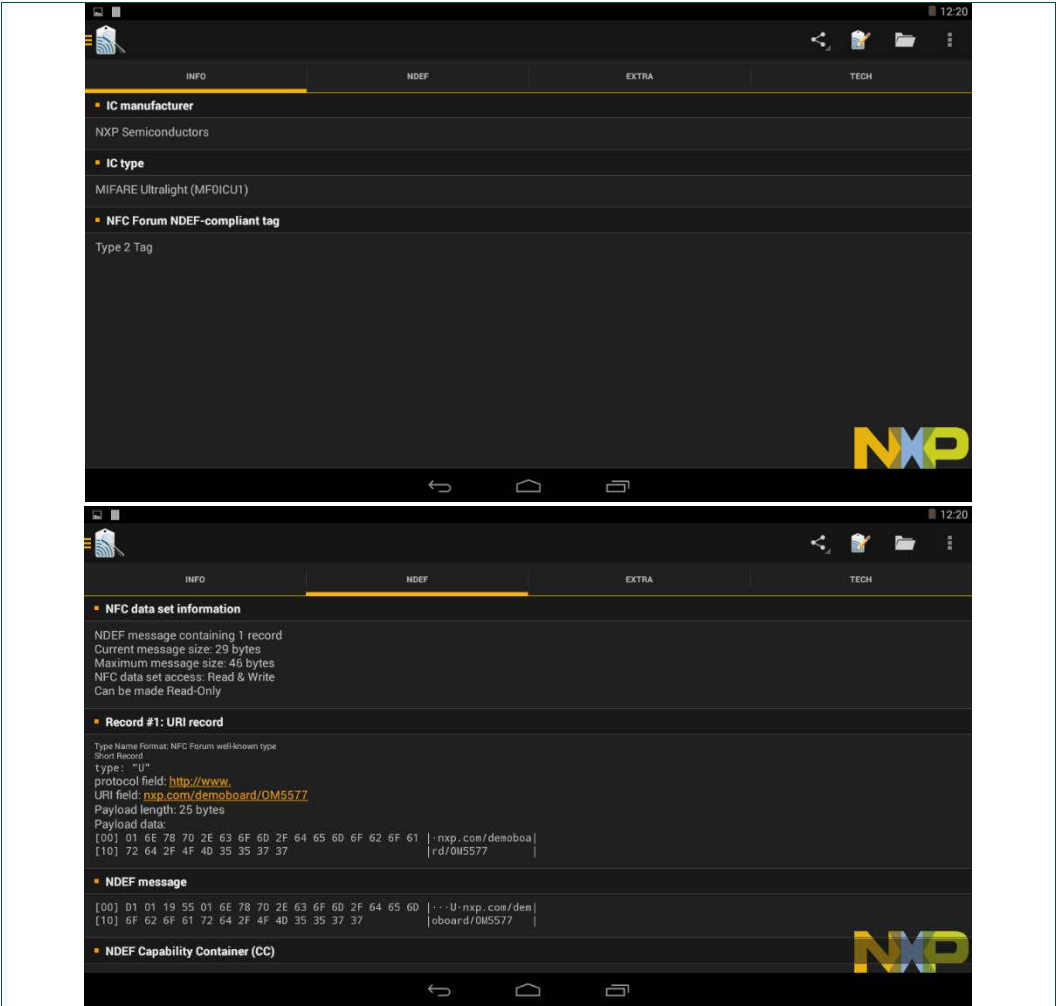 12:20
INFO NDEF EXTRA TECH
IC manufacturer
NXP Semiconductors
IC type
MIFARE Ultralight (MF0ICU1)
NFC Forum NDEF-compliant tag
Type 2 Tag
NXP
12:20
INFO NDEF EXTRA TECH
NFC data set information
NDEF message containing 1 record
Current message size: 29 bytes
Maximum message size: 46 bytes
NFC data set access: Read & Write
Can be made Read-Only
Record #1: URI record
Type Name Format: NFC Forum well-known type
Short Record
type: "U"
protocol field: http://www.
URI field: nxp.com/demoboard/OM5577
Payload length: 25 bytes
Payload data:
[00] 01 6E 78 70 2E 63 6F 6D 2F 64 65 6D 6F 62 6F 61 |·nxp.com/demoboa|
[10] 72 64 2F 4F 4D 35 35 37 37 |rd/OM5577 |
NDEF message
[00] D1 01 19 55 01 6E 78 70 2E 63 6F 6D 2F 64 65 6D |···U·nxp.com/dem|
[10] 6F 62 6F 61 72 64 2F 4F 4D 35 35 37 37 |oboard/OM5577 |
NDEF Capability Container (CC)
NXP